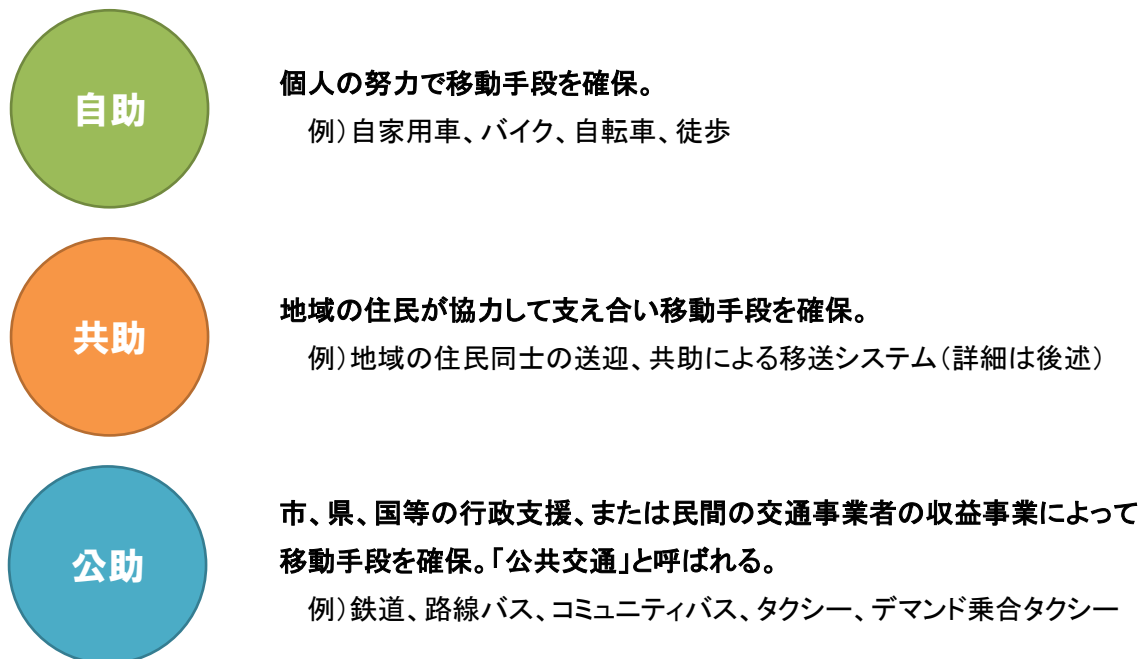 自助
個人の努力で移動手段を確保。
例)自家用車、バイク、自転車、徒歩
共助
地域の住民が協力して支え合い移動手段を確保。
例)地域の住民同士の送迎、共助による移送システム(詳細は後述)
公助
市、県、国等の行政支援、または民間の交通事業者の収益事業によって
移動手段を確保。「公共交通」と呼ばれる。
例)鉄道、路線バス、コミュニティバス、タクシー、デマンド乗合タクシー